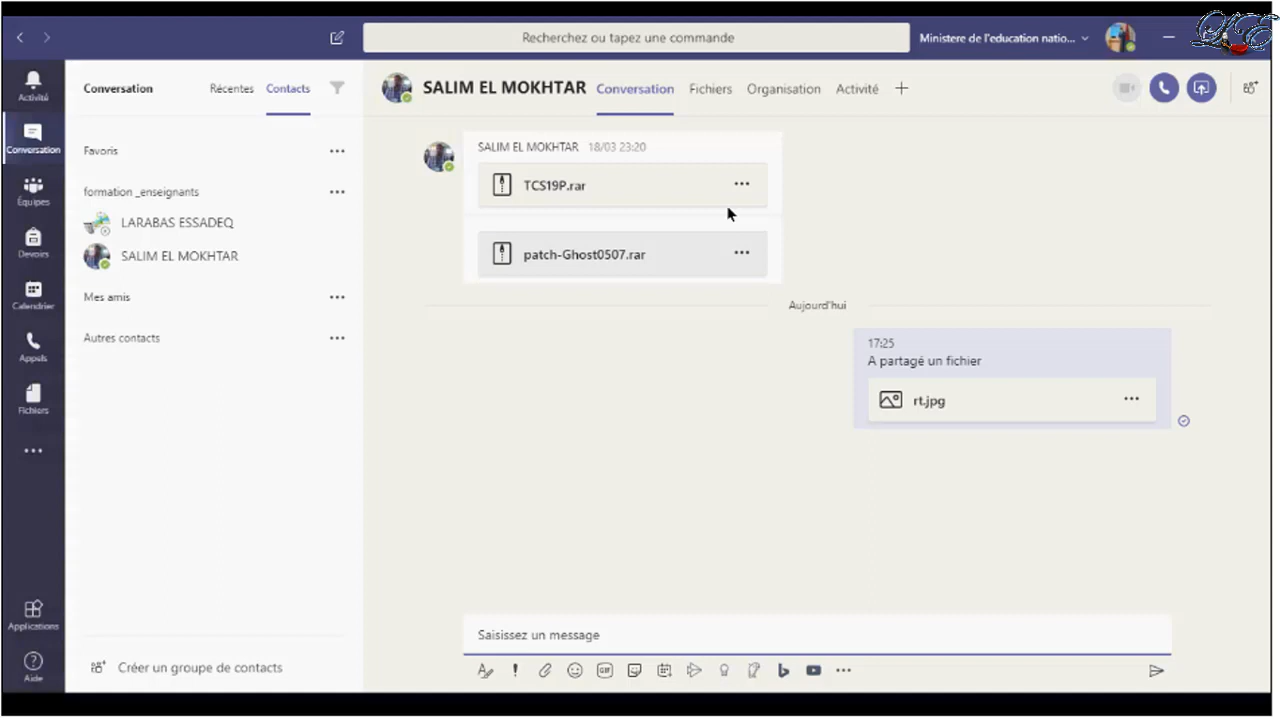 Recherchez ou tapez une commande
Ministere de l'education natio...
Activité
Conversation
Équipes
Devoirs
Calendrier
Appels
Fichiers
Applications
Aide
Conversation Récentes Contacts
Favoris
formation _enseignants
LARABAS ESSADEQ
SALIM EL MOKHTAR
Mes amis
Autres contacts
Créer un groupe de contacts
SALIM EL MOKHTAR Conversation Fichiers Organisation Activité
SALIM EL MOKHTAR 18/03 23:20
TCS19P.rar
patch-Ghost0507.rar
Aujourd'hui
17:25
A partagé un fichier
rt.jpg
Saisissez un message
GIF